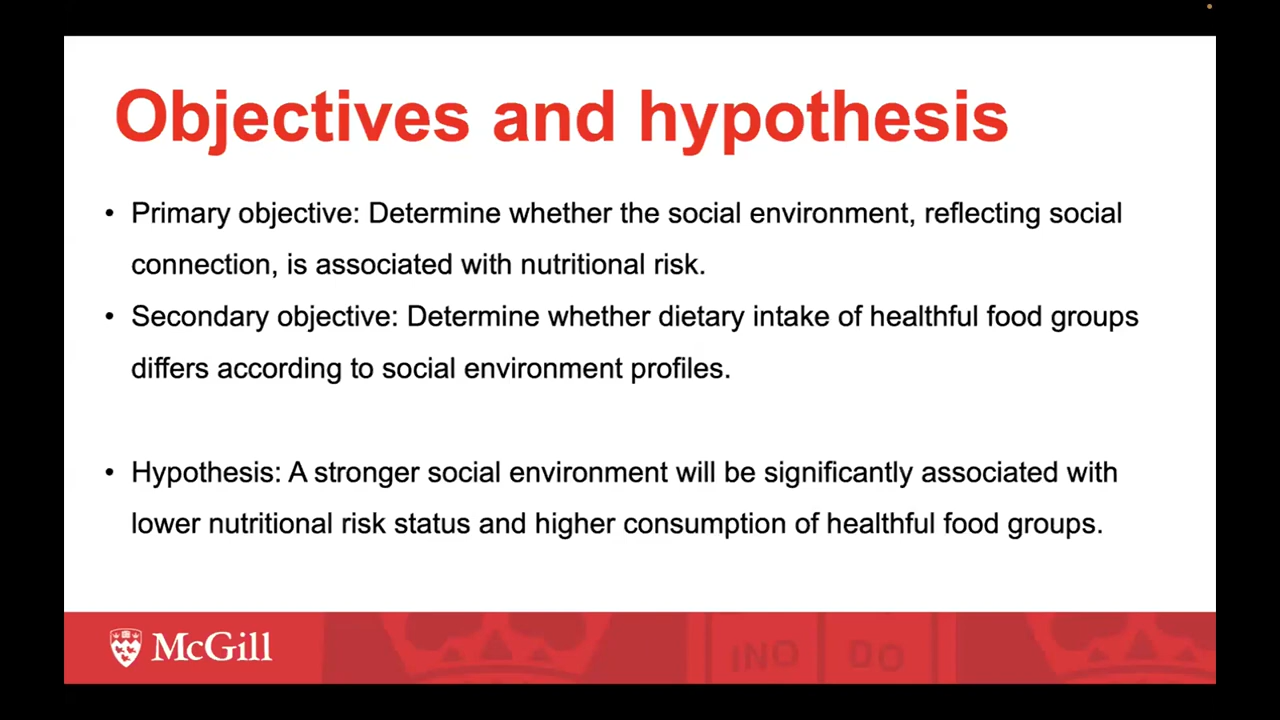 Objectives and hypothesis
• Primary objective: Determine whether the social environment, reflecting social
connection, is associated with nutritional risk.
• Secondary objective: Determine whether dietary intake of healthful food groups
differs according to social environment profiles.
• Hypothesis: A stronger social environment will be significantly associated with
lower nutritional risk status and higher consumption of healthful food groups.
McGill
INO DO